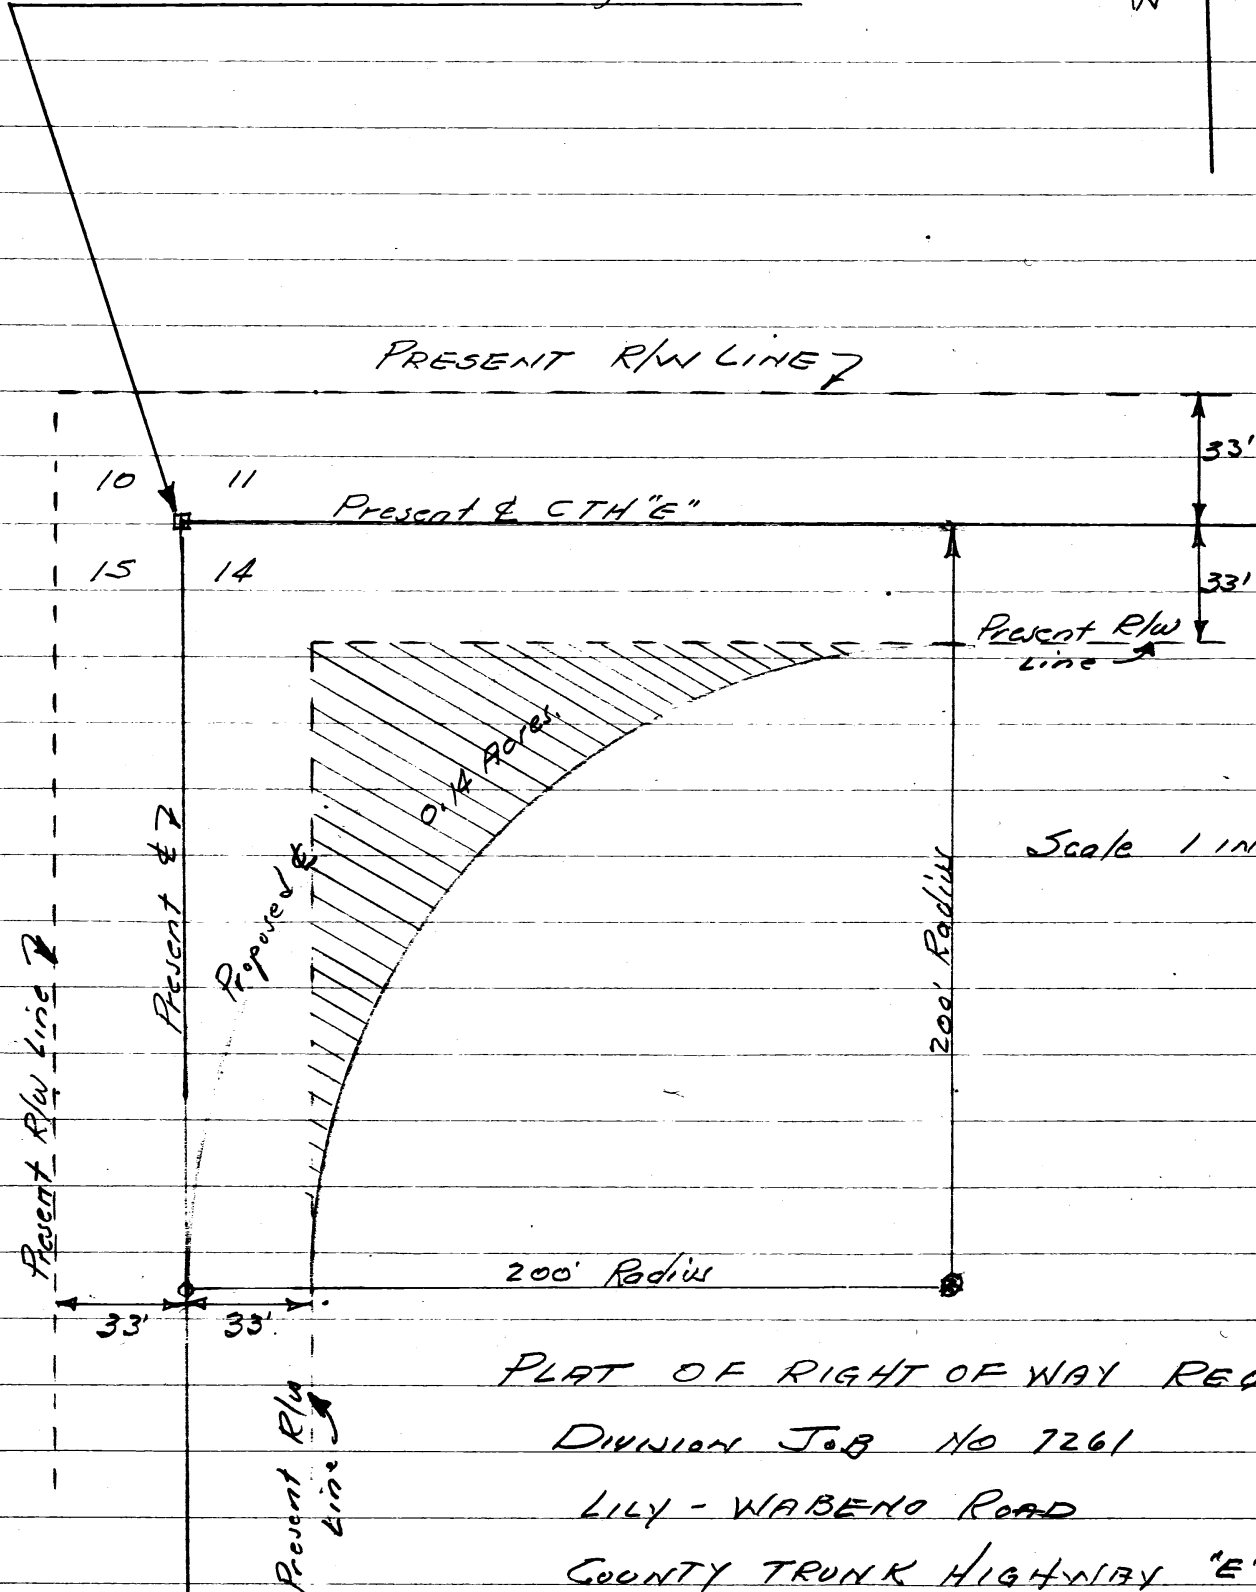 PRESENT R/W LINE
33'
10 11
Present ℄ CTH "E"
15 14
33'
Present R/W
Line
0.14 Acres.
Proposed ℄
Present ℄
Scale 1 IN
200' Radius
Present R/W Line
200' Radius
33' 33'
Present R/W
Line
PLAT OF RIGHT OF WAY
DIVISION JOB NO 7261
LILY - WABENO ROAD
COUNTY TRUNK HIGHWAY "E"